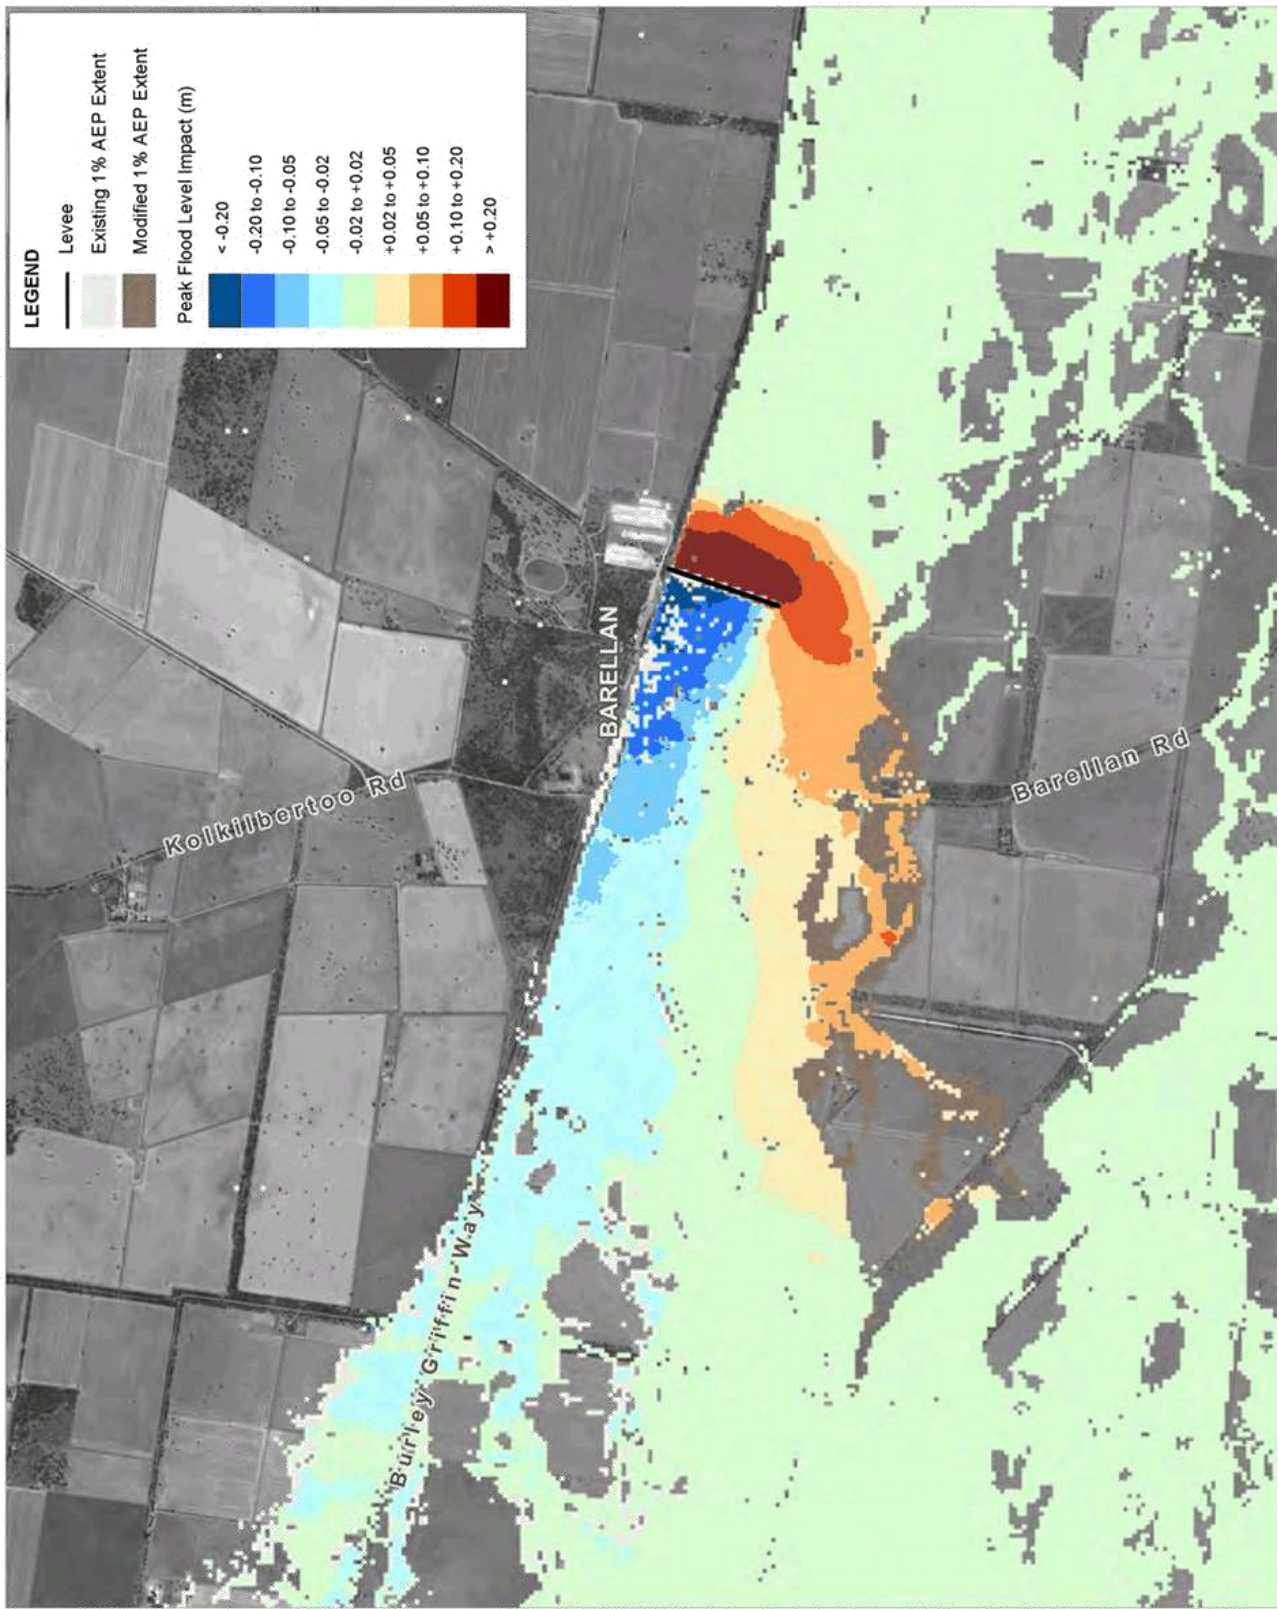 LEGEND
Levee
Existing 1% AEP Extent
Modified 1% AEP Extent
Peak Flood Level Impact (m)
< -0.20
-0.20 to -0.10
-0.10 to -0.05
-0.05 to -0.02
-0.02 to +0.02
+0.02 to +0.05
+0.05 to +0.10
+0.10 to +0.20
> +0.20
Kolkilbertoo Rd
BARELLAN
Barellan Rd
Burley Griffin Way